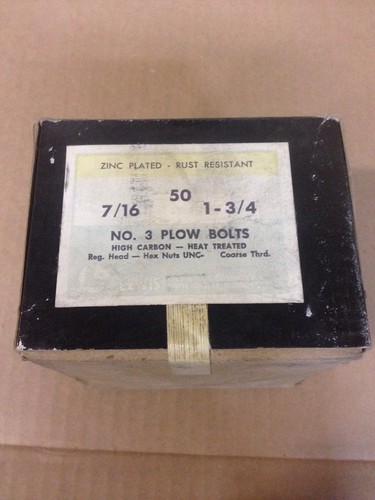 ZINC PLATED - RUST RESISTANT
50
7/16 1-3/4
NO. 3 PLOW BOLTS
HIGH CARBON — HEAT TREATED
Reg. Head — Hex Nuts UNC- Coarse Thrd.